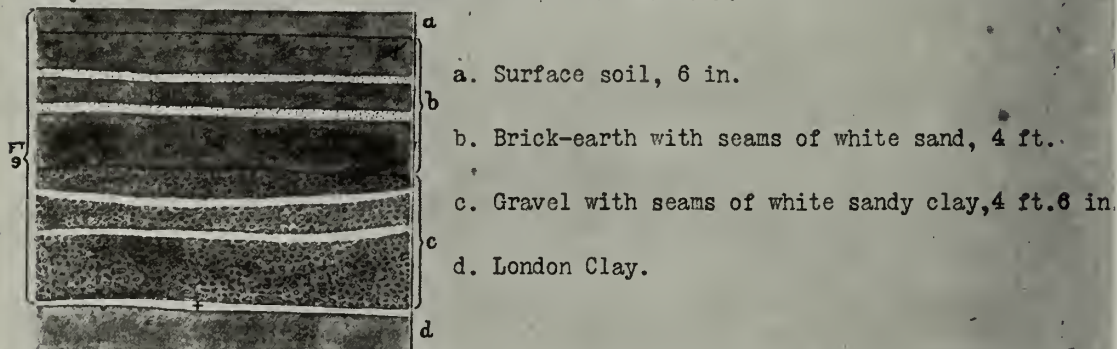 a
b
c
d
FT
9
a. Surface soil, 6 in.
b. Brick-earth with seams of white sand, 4 ft.
c. Gravel with seams of white sandy clay,4 ft.6 in.
d. London Clay.